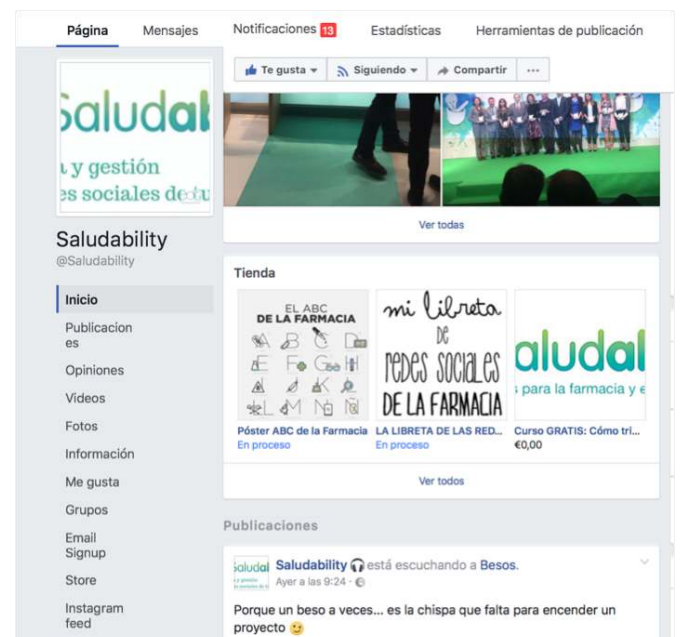 Página Mensajes Notificaciones 13 Estadísticas Herramientas de publicación
Te gusta Siguiendo Compartir ...
Saludab
y gestión
es sociales de tu
Saludability
@Saludability
Inicio
Publicacion
es
Opiniones
Videos
Fotos
Información
Me gusta
Grupos
Email
Signup
Store
Instagram
feed
Ver todas
Tienda
EL ABC
DE LA FARMACIA
A B C D
E F G H
I J K L
L M N Ñ
Póster ABC de la Farmacia
En proceso
mi libreta
DE
REDES SOCIALES
DE LA FARMACIA
LA LIBRETA DE LAS RED...
En proceso
aludal
para la farmacia y e
Curso GRATIS: Cómo tri...
€0,00
Ver todos
Publicaciones
Saludal
Saludability está escuchando a Besos.
Ayer a las 9:24
Porque un beso a veces... es la chispa que falta para encender un
proyecto